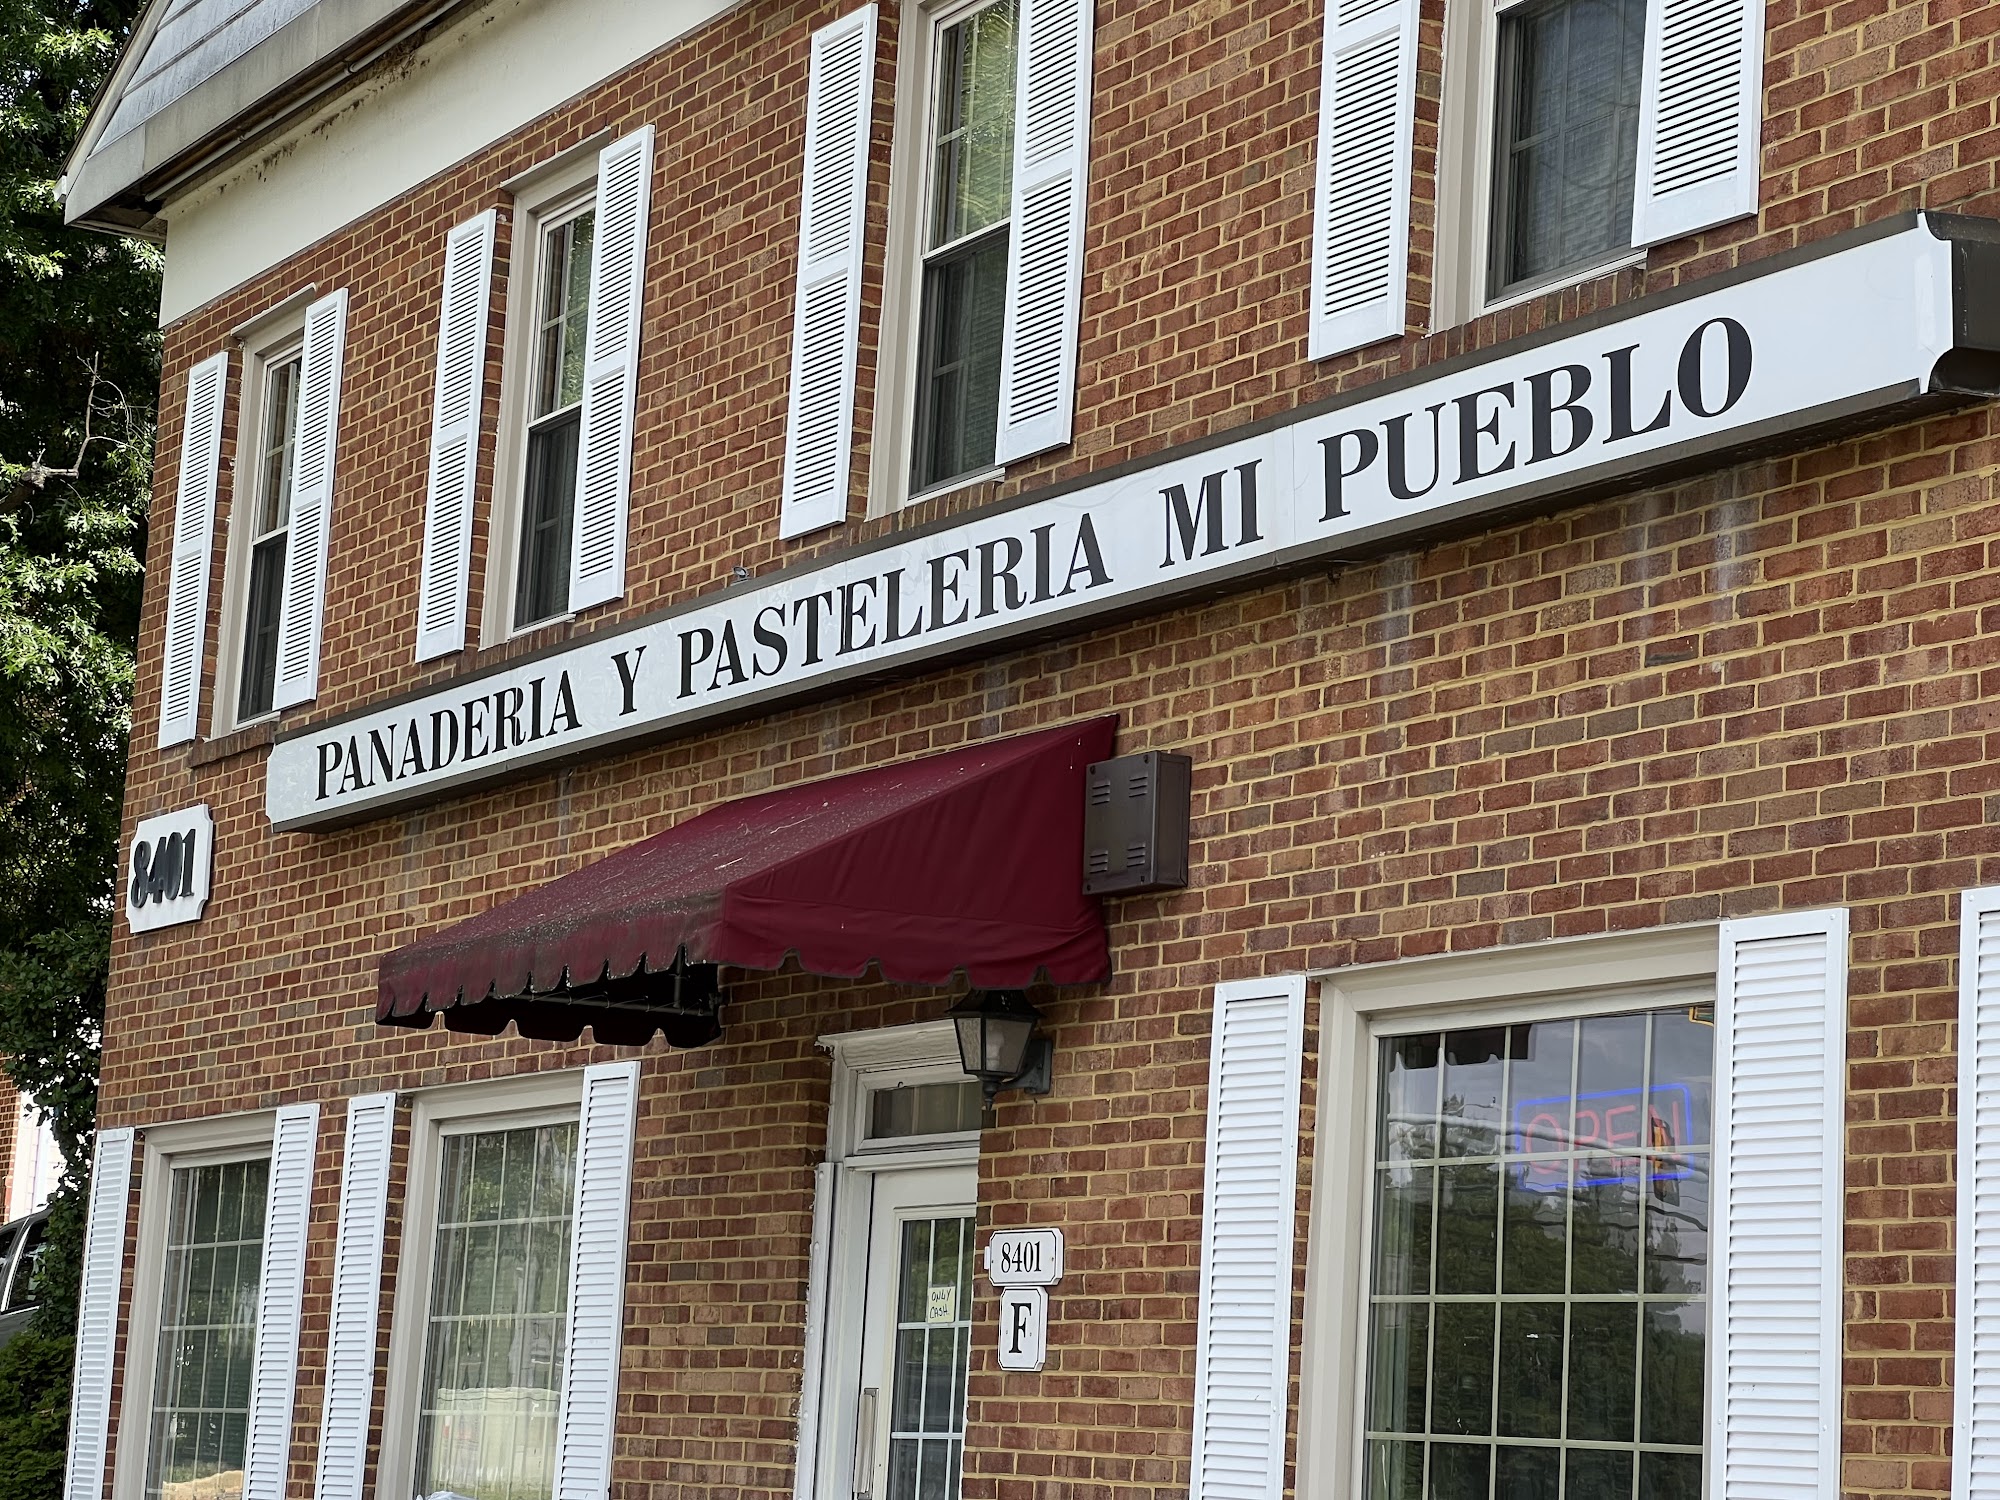 PANADERIA Y PASTELERIA MI PUEBLO
8401
OPEN
8401
ONLY
CASH
F